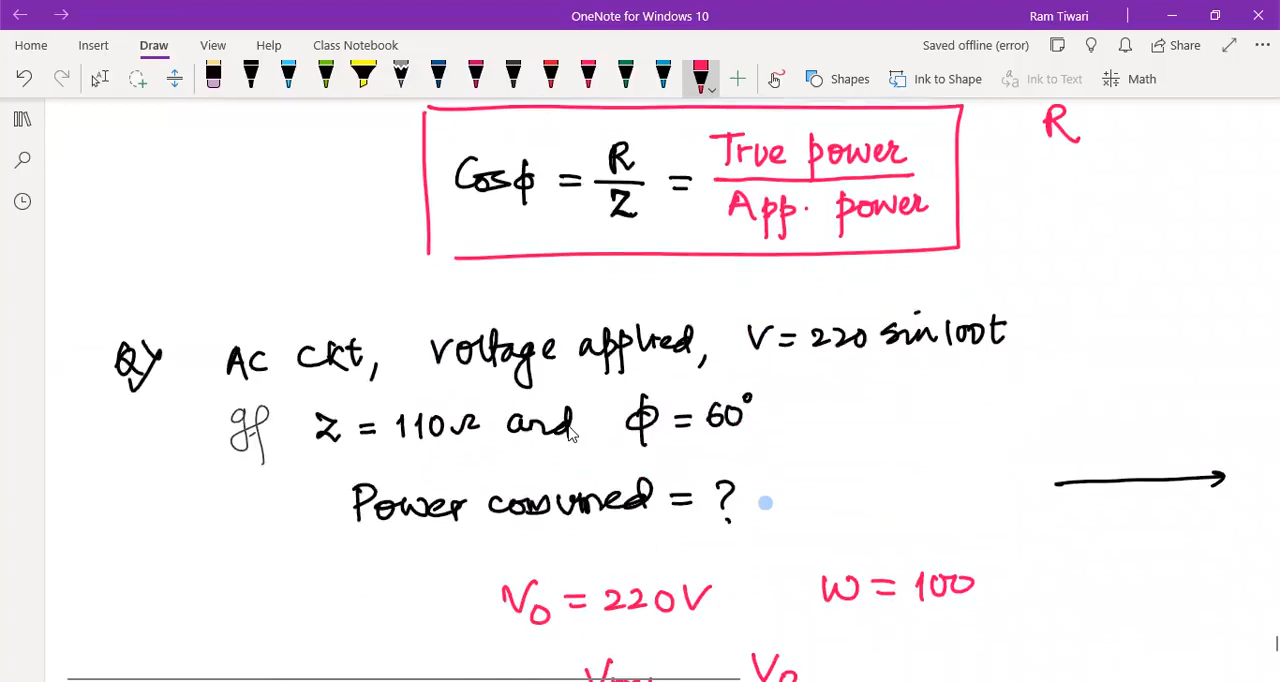 OneNote for Windows 10
Ram Tiwari
Home Insert Draw View Help Class Notebook
Saved offline (error) Share
Shapes Ink to Shape Ink to Text Math
R
Cosϕ = R/Z = True power / App. power
Q) AC Ckt, voltage applied, V = 220 sin100t
If Z = 110Ω and ϕ = 60°
Power consumed = ?
V₀ = 220V ω = 100
V₀